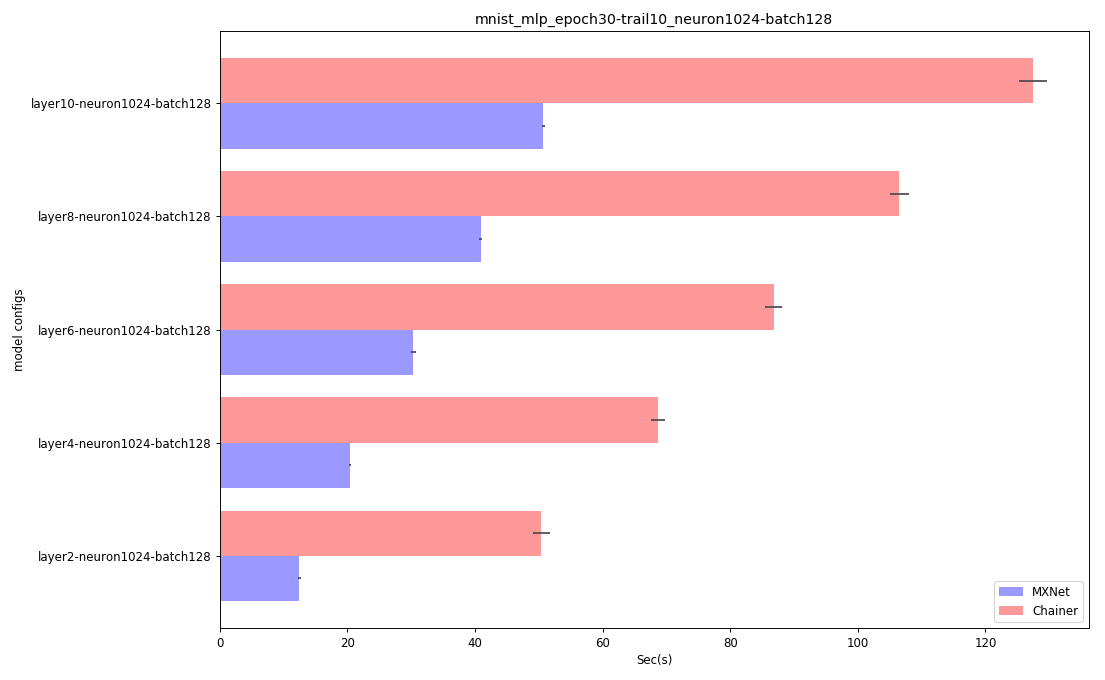 mnist_mlp_epoch30-trail10_neuron1024-batch128
model configs
layer10-neuron1024-batch128
layer8-neuron1024-batch128
layer6-neuron1024-batch128
layer4-neuron1024-batch128
layer2-neuron1024-batch128
MXNet
Chainer
0 20 40 60 80 100 120
Sec(s)